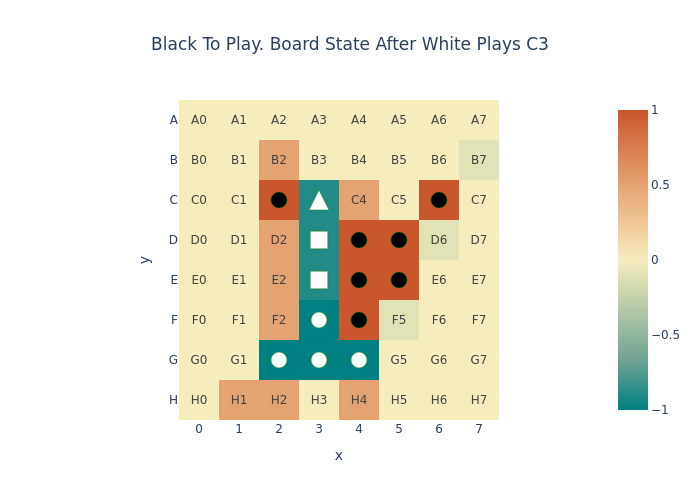 Black To Play. Board State After White Plays C3
A A0 A1 A2 A3 A4 A5 A6 A7
B B0 B1 B2 B3 B4 B5 B6 B7
C C0 C1 C4 C5 C7
D D0 D1 D2 D6 D7
E E0 E1 E2 E6 E7
F F0 F1 F2 F5 F6 F7
G G0 G1 G5 G6 G7
H H0 H1 H2 H3 H4 H5 H6 H7
0 1 2 3 4 5 6 7
x
y
1
0.5
0
−0.5
−1